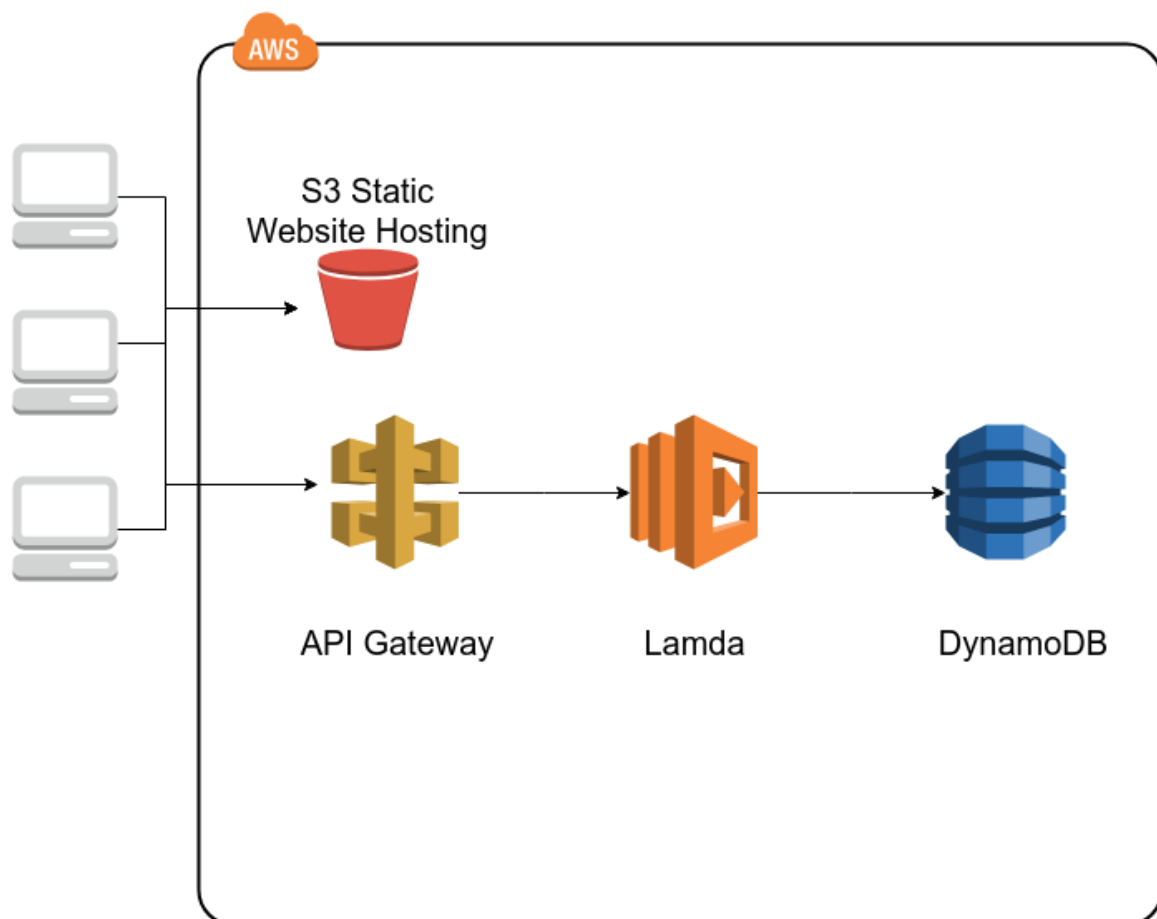 AWS
S3 Static
Website Hosting
API Gateway
Lamda
DynamoDB